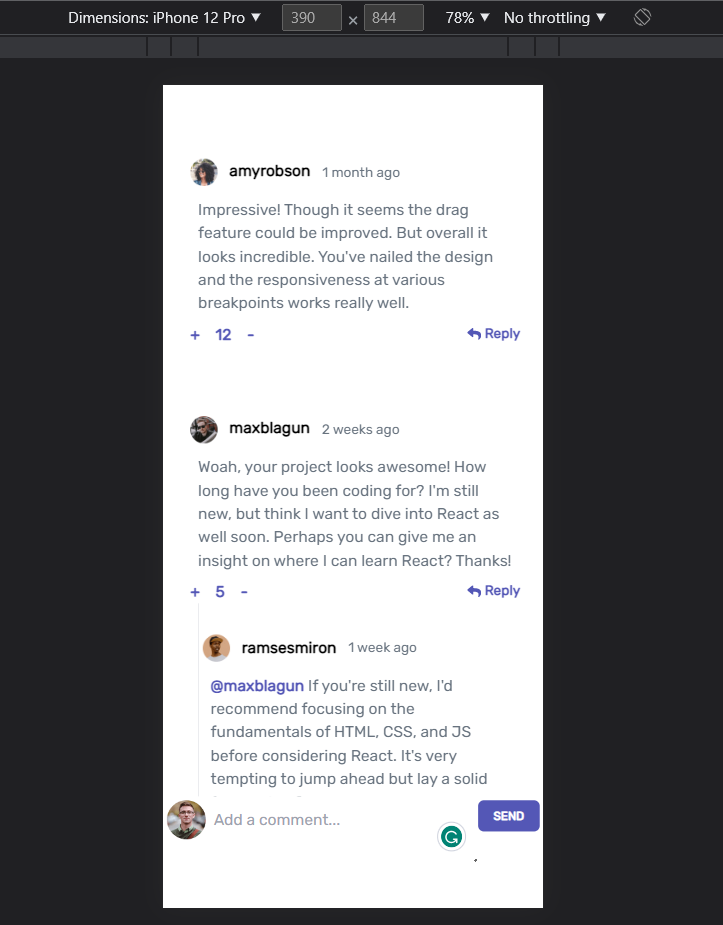 Dimensions: iPhone 12 Pro ▼ 390 × 844 78% ▼ No throttling ▼
amyrobson 1 month ago
Impressive! Though it seems the drag
feature could be improved. But overall it
looks incredible. You've nailed the design
and the responsiveness at various
breakpoints works really well.
+ 12 - Reply
maxblagun 2 weeks ago
Woah, your project looks awesome! How
long have you been coding for? I'm still
new, but think I want to dive into React as
well soon. Perhaps you can give me an
insight on where I can learn React? Thanks!
+ 5 - Reply
ramsesmiron 1 week ago
@maxblagun If you're still new, I'd
recommend focusing on the
fundamentals of HTML, CSS, and JS
before considering React. It's very
tempting to jump ahead but lay a solid
Add a comment... SEND